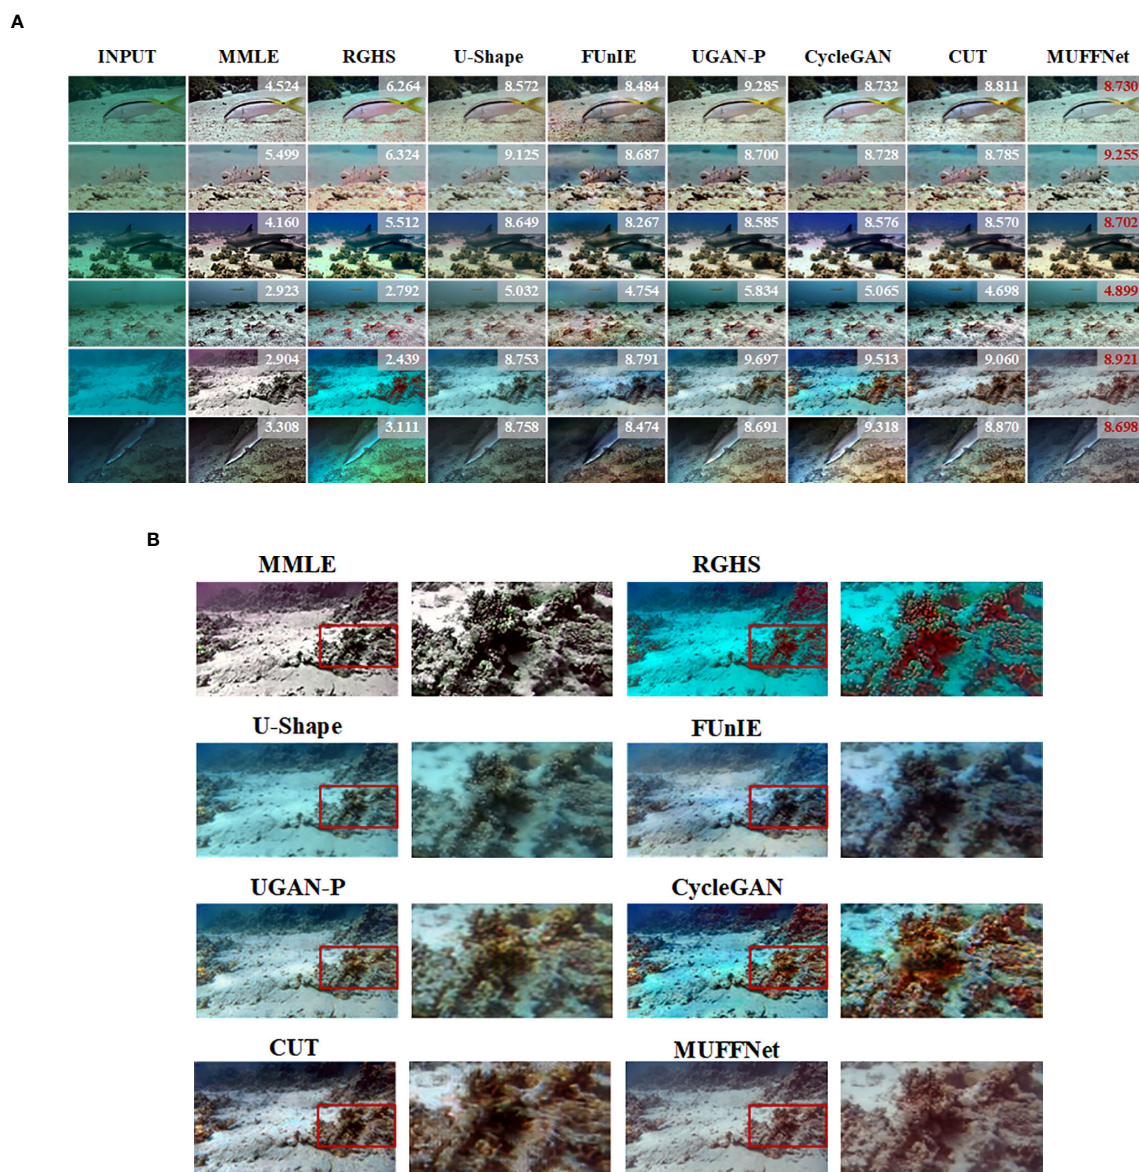 A
INPUT MMLE RGHS U-Shape FUnIE UGAN-P CycleGAN CUT MUFFNet
4.524 6.264 8.572 8.484 9.285 8.732 8.811 8.730
5.499 6.324 9.125 8.687 8.700 8.728 8.785 9.255
4.160 5.512 8.649 8.267 8.585 8.576 8.570 8.702
2.923 2.792 5.032 4.754 5.834 5.065 4.698 4.899
2.904 2.439 8.753 8.791 9.697 9.513 9.060 8.921
3.308 3.111 8.758 8.474 8.691 9.318 8.870 8.698
B
MMLE RGHS
U-Shape FUnIE
UGAN-P CycleGAN
CUT MUFFNet